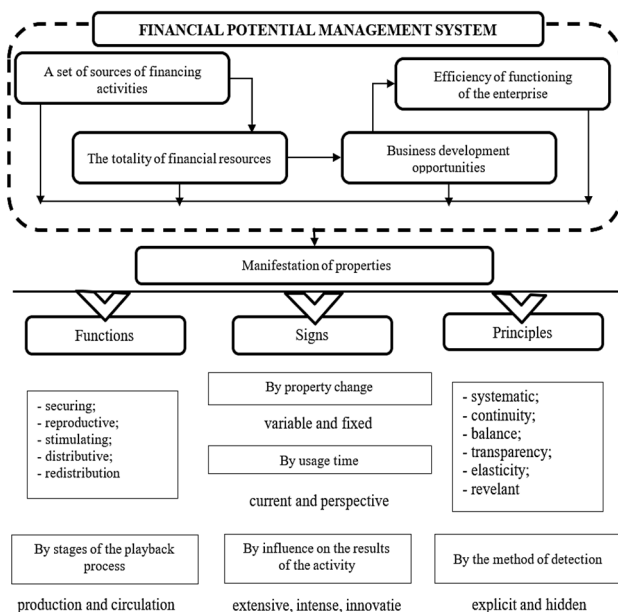 FINANCIAL POTENTIAL MANAGEMENT SYSTEM
A set of sources of financing
activities
Efficiency of functioning
of the enterprise
The totality of financial resources
Business development
opportunities
Manifestation of properties
Functions
Signs
Principles
- securing;
- reproductive;
- stimulating;
- distributive;
- redistribution
By property change
variable and fixed
By usage time
current and perspective
- systematic;
- continuity;
- balance;
- transparency;
- elasticity;
- revelant
By stages of the playback
process
production and circulation
By influence on the results
of the activity
extensive, intense, innovatie
By the method of detection
explicit and hidden